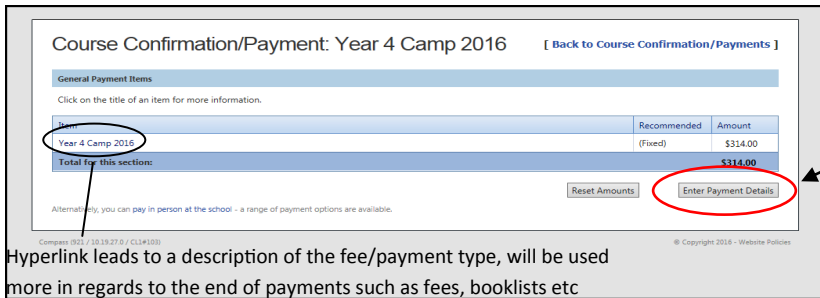 Course Confirmation/Payment: Year 4 Camp 2016 [ Back to Course Confirmation/Payments ]
General Payment Items
Click on the title of an item for more information.
Item Recommended Amount
Year 4 Camp 2016 (Fixed) $314.00
Total for this section: $314.00
Reset Amounts Enter Payment Details
Alternatively, you can pay in person at the school - a range of payment options are available.
Compass (921 / 10.19.27.0 / CL1#103) © Copyright 2016 - Website Policies
Hyperlink leads to a description of the fee/payment type, will be used
more in regards to the end of payments such as fees, booklists etc